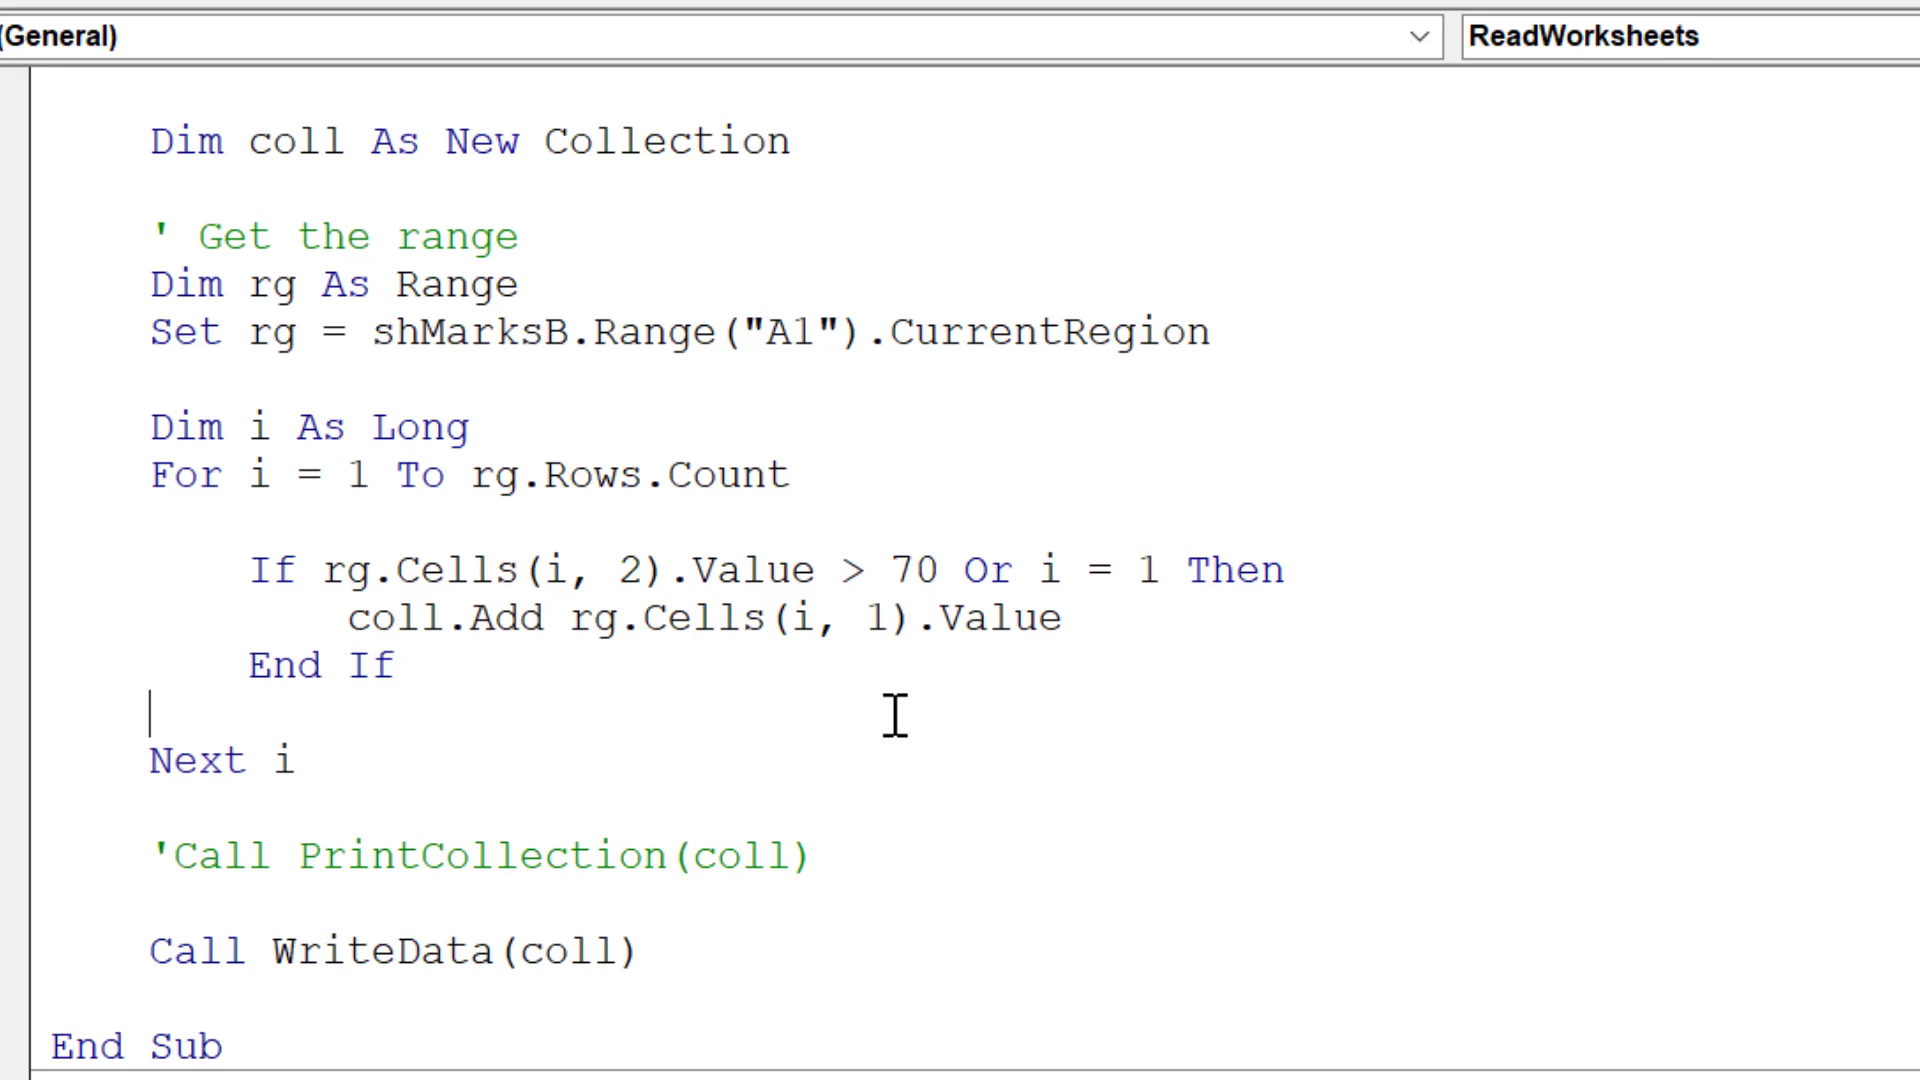 (General)
ReadWorksheets
Dim coll As New Collection
' Get the range
Dim rg As Range
Set rg = shMarksB.Range("A1").CurrentRegion
Dim i As Long
For i = 1 To rg.Rows.Count
If rg.Cells(i, 2).Value > 70 Or i = 1 Then
coll.Add rg.Cells(i, 1).Value
End If
Next i
'Call PrintCollection(coll)
Call WriteData(coll)
End Sub